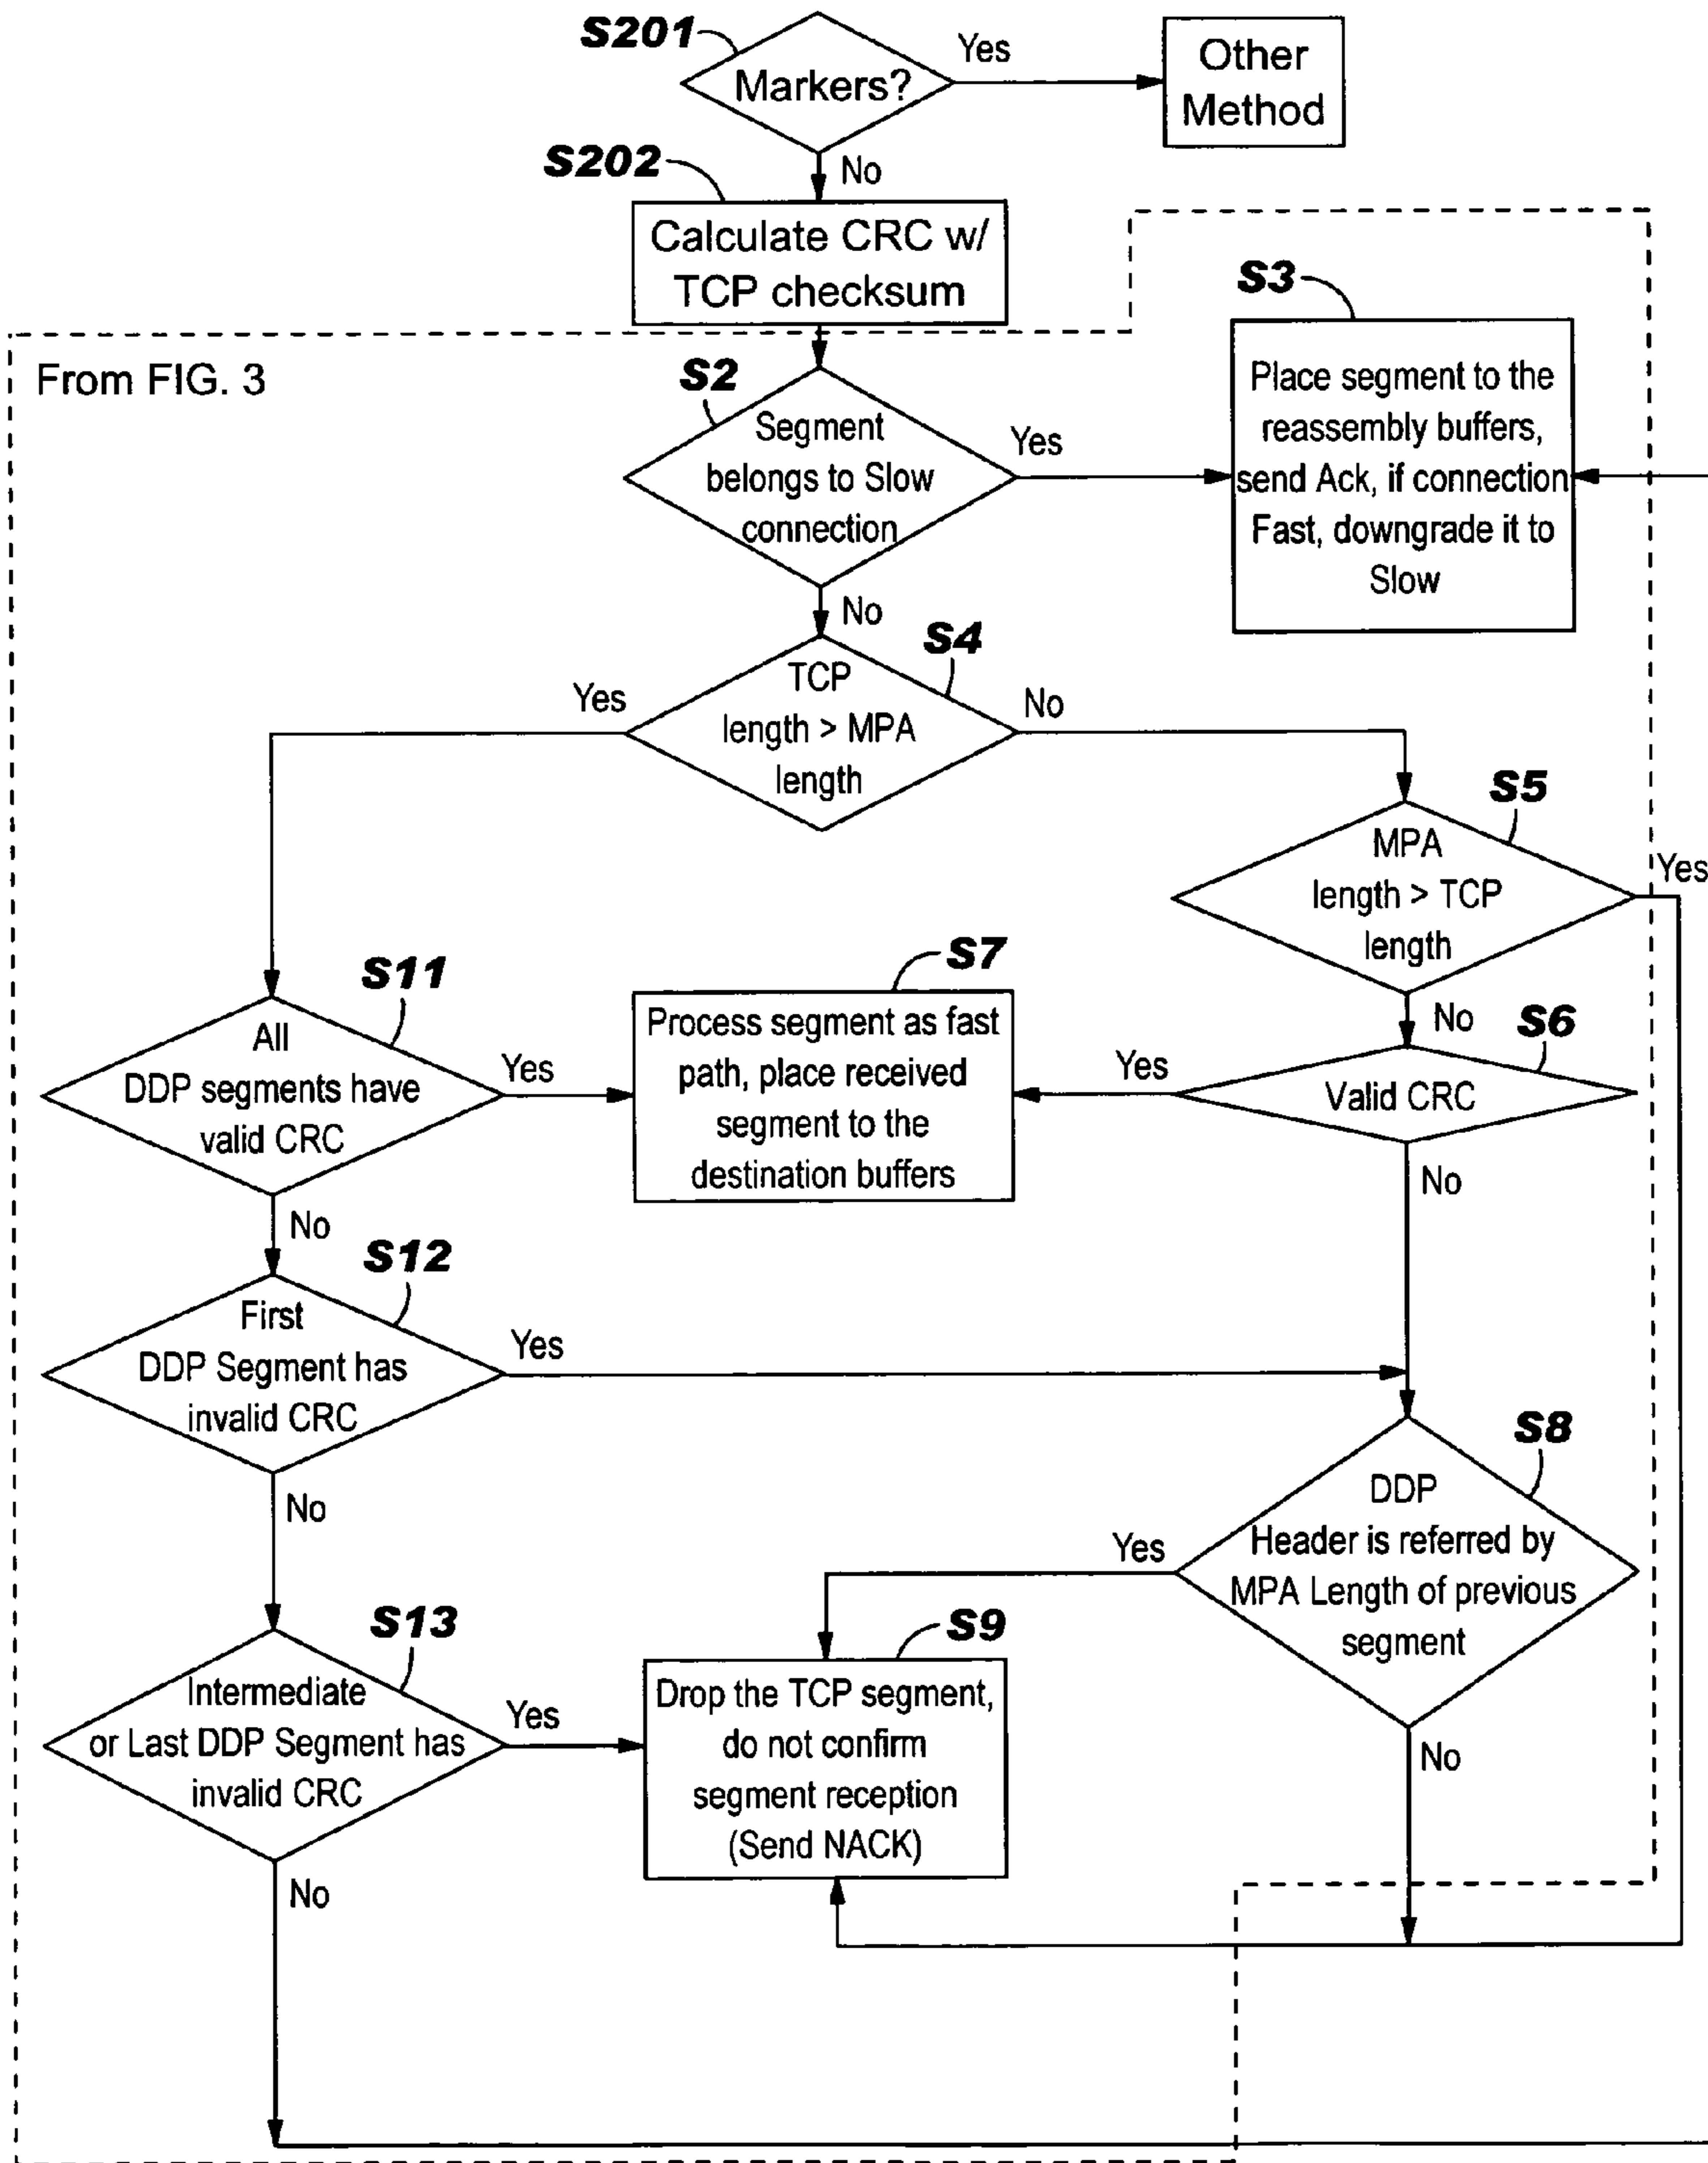 S201
Markers?
Yes
Other
Method
No
S202
Calculate CRC w/
TCP checksum
From FIG. 3
S2
Segment
belongs to Slow
connection
Yes
No
S3
Place segment to the
reassembly buffers,
send Ack, if connection
Fast, downgrade it to
Slow
S4
TCP
length > MPA
length
Yes
No
S5
MPA
length > TCP
length
Yes
No
S11
All
DDP segments have
valid CRC
Yes
No
S7
Process segment as fast
path, place received
segment to the
destination buffers
S6
Valid CRC
Yes
No
S12
First
DDP Segment has
invalid CRC
Yes
No
S8
DDP
Header is referred by
MPA Length of previous
segment
Yes
No
S13
Intermediate
or Last DDP Segment has
invalid CRC
Yes
No
S9
Drop the TCP segment,
do not confirm
segment reception
(Send NACK)